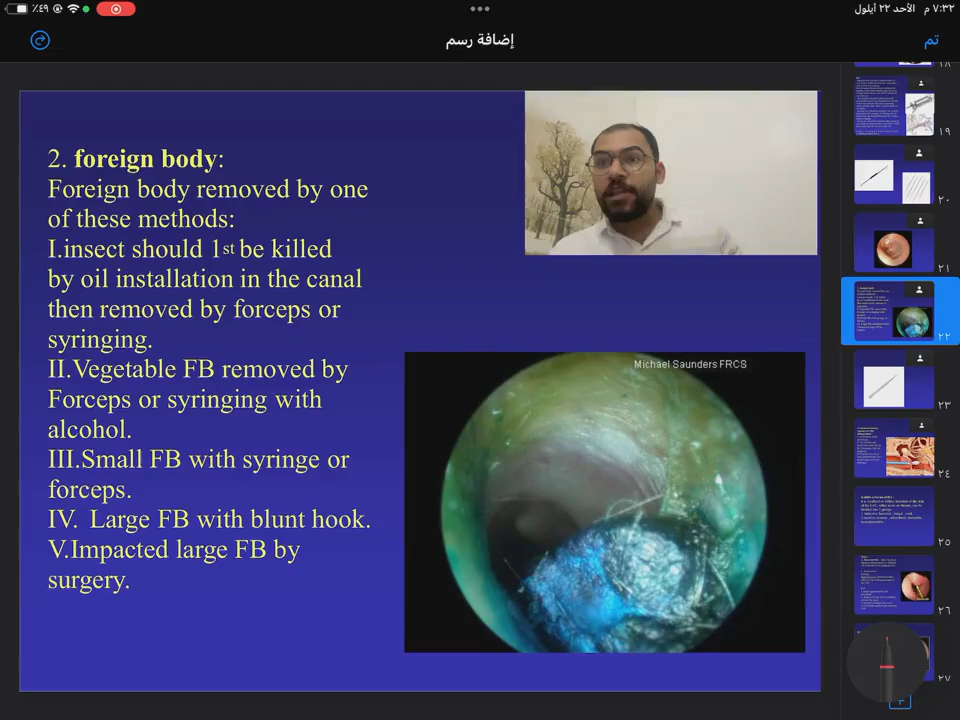 ٪٤٩
٧:٣٢ م الأحد ٢٢ أيلول
إضافة رسم
تم
2. foreign body:
Foreign body removed by one
of these methods:
I.insect should 1st be killed
by oil installation in the canal
then removed by forceps or
syringing.
II.Vegetable FB removed by
Forceps or syringing with
alcohol.
III.Small FB with syringe or
forceps.
IV. Large FB with blunt hook.
V.Impacted large FB by
surgery.
Michael Saunders FRCS
١٨
١٩
٢٠
٢١
٢٢
٢٣
٢٤
٢٥
٢٦
٢٧